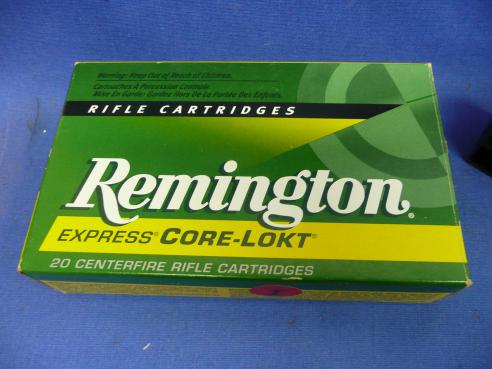 Warning: Keep Out of Reach of Children.
Cartouches À Percussion Centrale
Mise En Garde: Gardez Hors De La Portée Des Enfants.
RIFLE CARTRIDGES
Remington®
EXPRESS® CORE-LOKT®
20 CENTERFIRE RIFLE CARTRIDGES